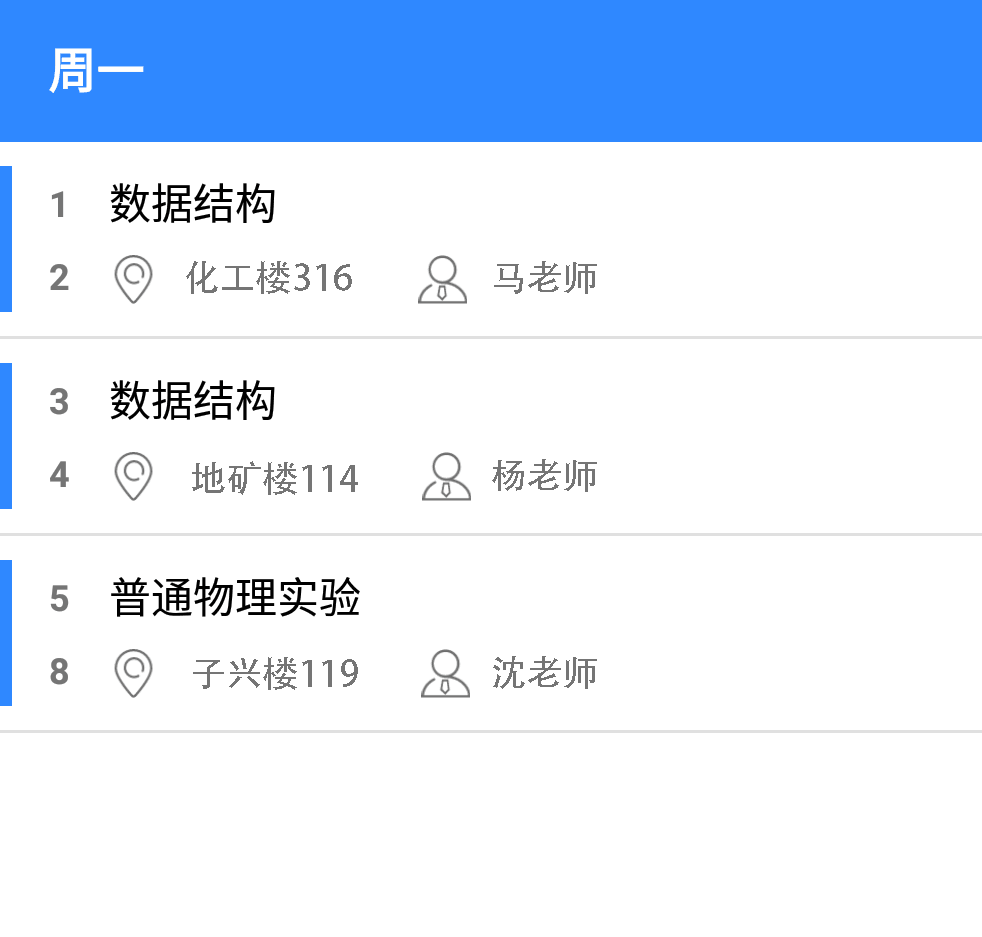 周一
1 数据结构
2 化工楼316 马老师
3 数据结构
4 地矿楼114 杨老师
5 普通物理实验
8 子兴楼119 沈老师